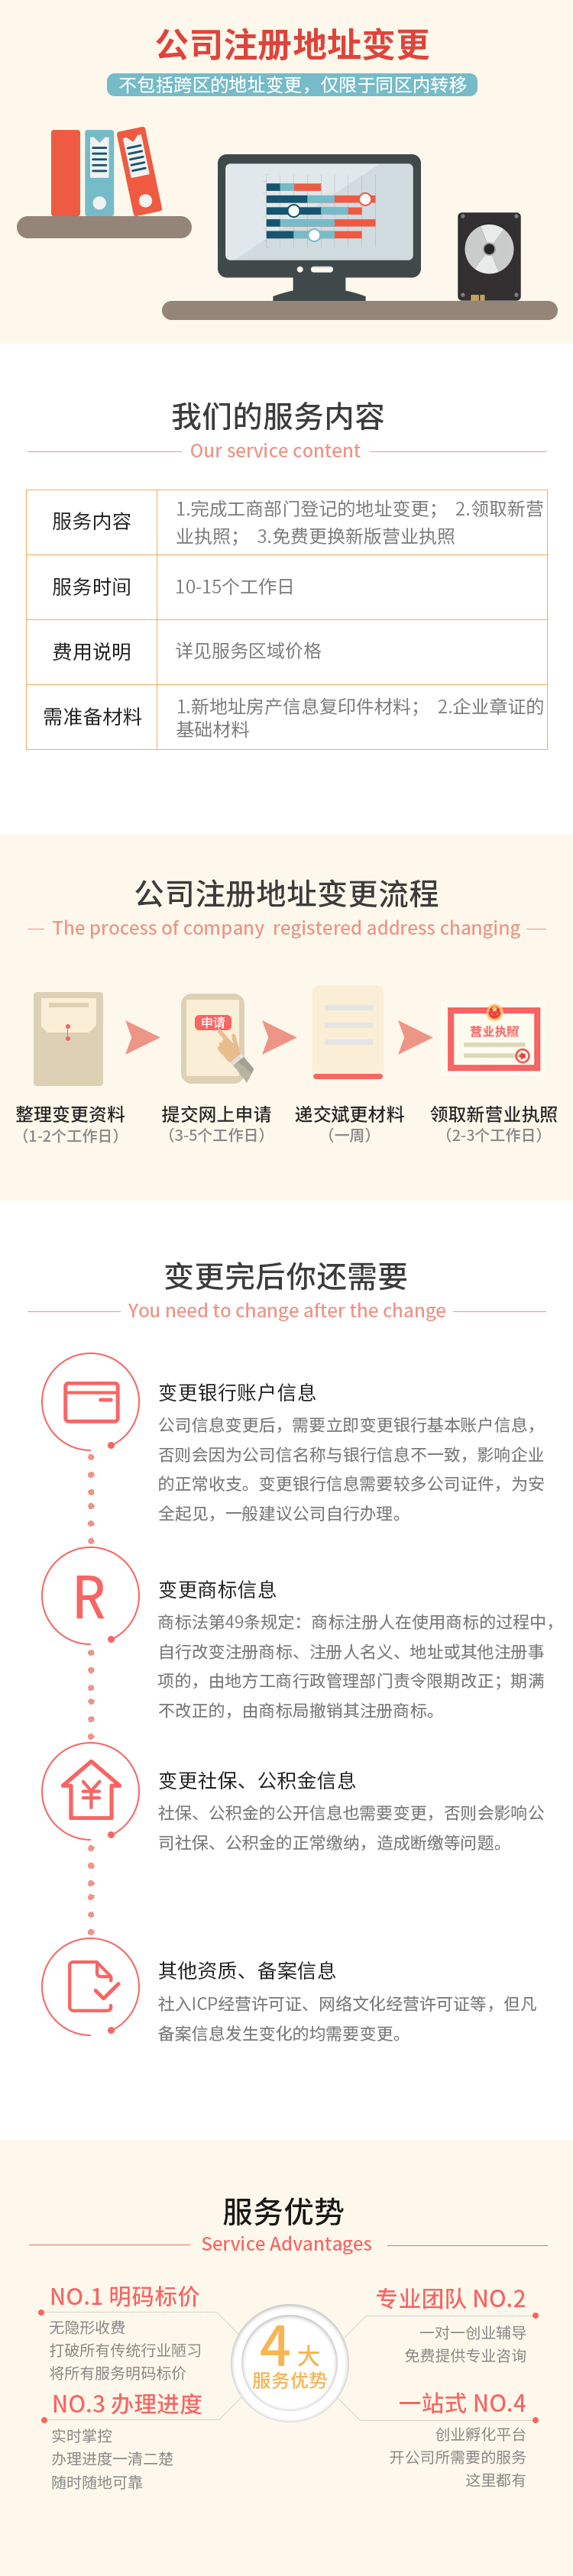 公司注册地址变更
不包括跨区的地址变更，仅限于同区内转移
我们的服务内容
Our service content
服务内容
1.完成工商部门登记的地址变更； 2.领取新营
业执照； 3.免费更换新版营业执照
服务时间
10-15个工作日
费用说明
详见服务区域价格
需准备材料
1.新地址房产信息复印件材料； 2.企业章证的
基础材料
公司注册地址变更流程
The process of company registered address changing
申请
营业执照
整理变更资料
（1-2个工作日）
提交网上申请
（3-5个工作日）
递交斌更材料
（一周）
领取新营业执照
（2-3个工作日）
变更完后你还需要
You need to change after the change
变更银行账户信息
公司信息变更后，需要立即变更银行基本账户信息，
否则会因为公司信名称与银行信息不一致，影响企业
的正常收支。变更银行信息需要较多公司证件，为安
全起见，一般建议公司自行办理。
R
变更商标信息
商标法第49条规定：商标注册人在使用商标的过程中，
自行改变注册商标、注册人名义、地址或其他注册事
项的，由地方工商行政管理部门责令限期改正；期满
不改正的，由商标局撤销其注册商标。
¥
变更社保、公积金信息
社保、公积金的公开信息也需要变更，否则会影响公
司社保、公积金的正常缴纳，造成断缴等问题。
其他资质、备案信息
社入ICP经营许可证、网络文化经营许可证等，但凡
备案信息发生变化的均需要变更。
服务优势
Service Advantages
NO.1 明码标价
无隐形收费
打破所有传统行业陋习
将所有服务明码标价
专业团队 NO.2
一对一创业辅导
免费提供专业咨询
4大
服务优势
NO.3 办理进度
实时掌控
办理进度一清二楚
随时随地可靠
一站式 NO.4
创业孵化平台
开公司所需要的服务
这里都有